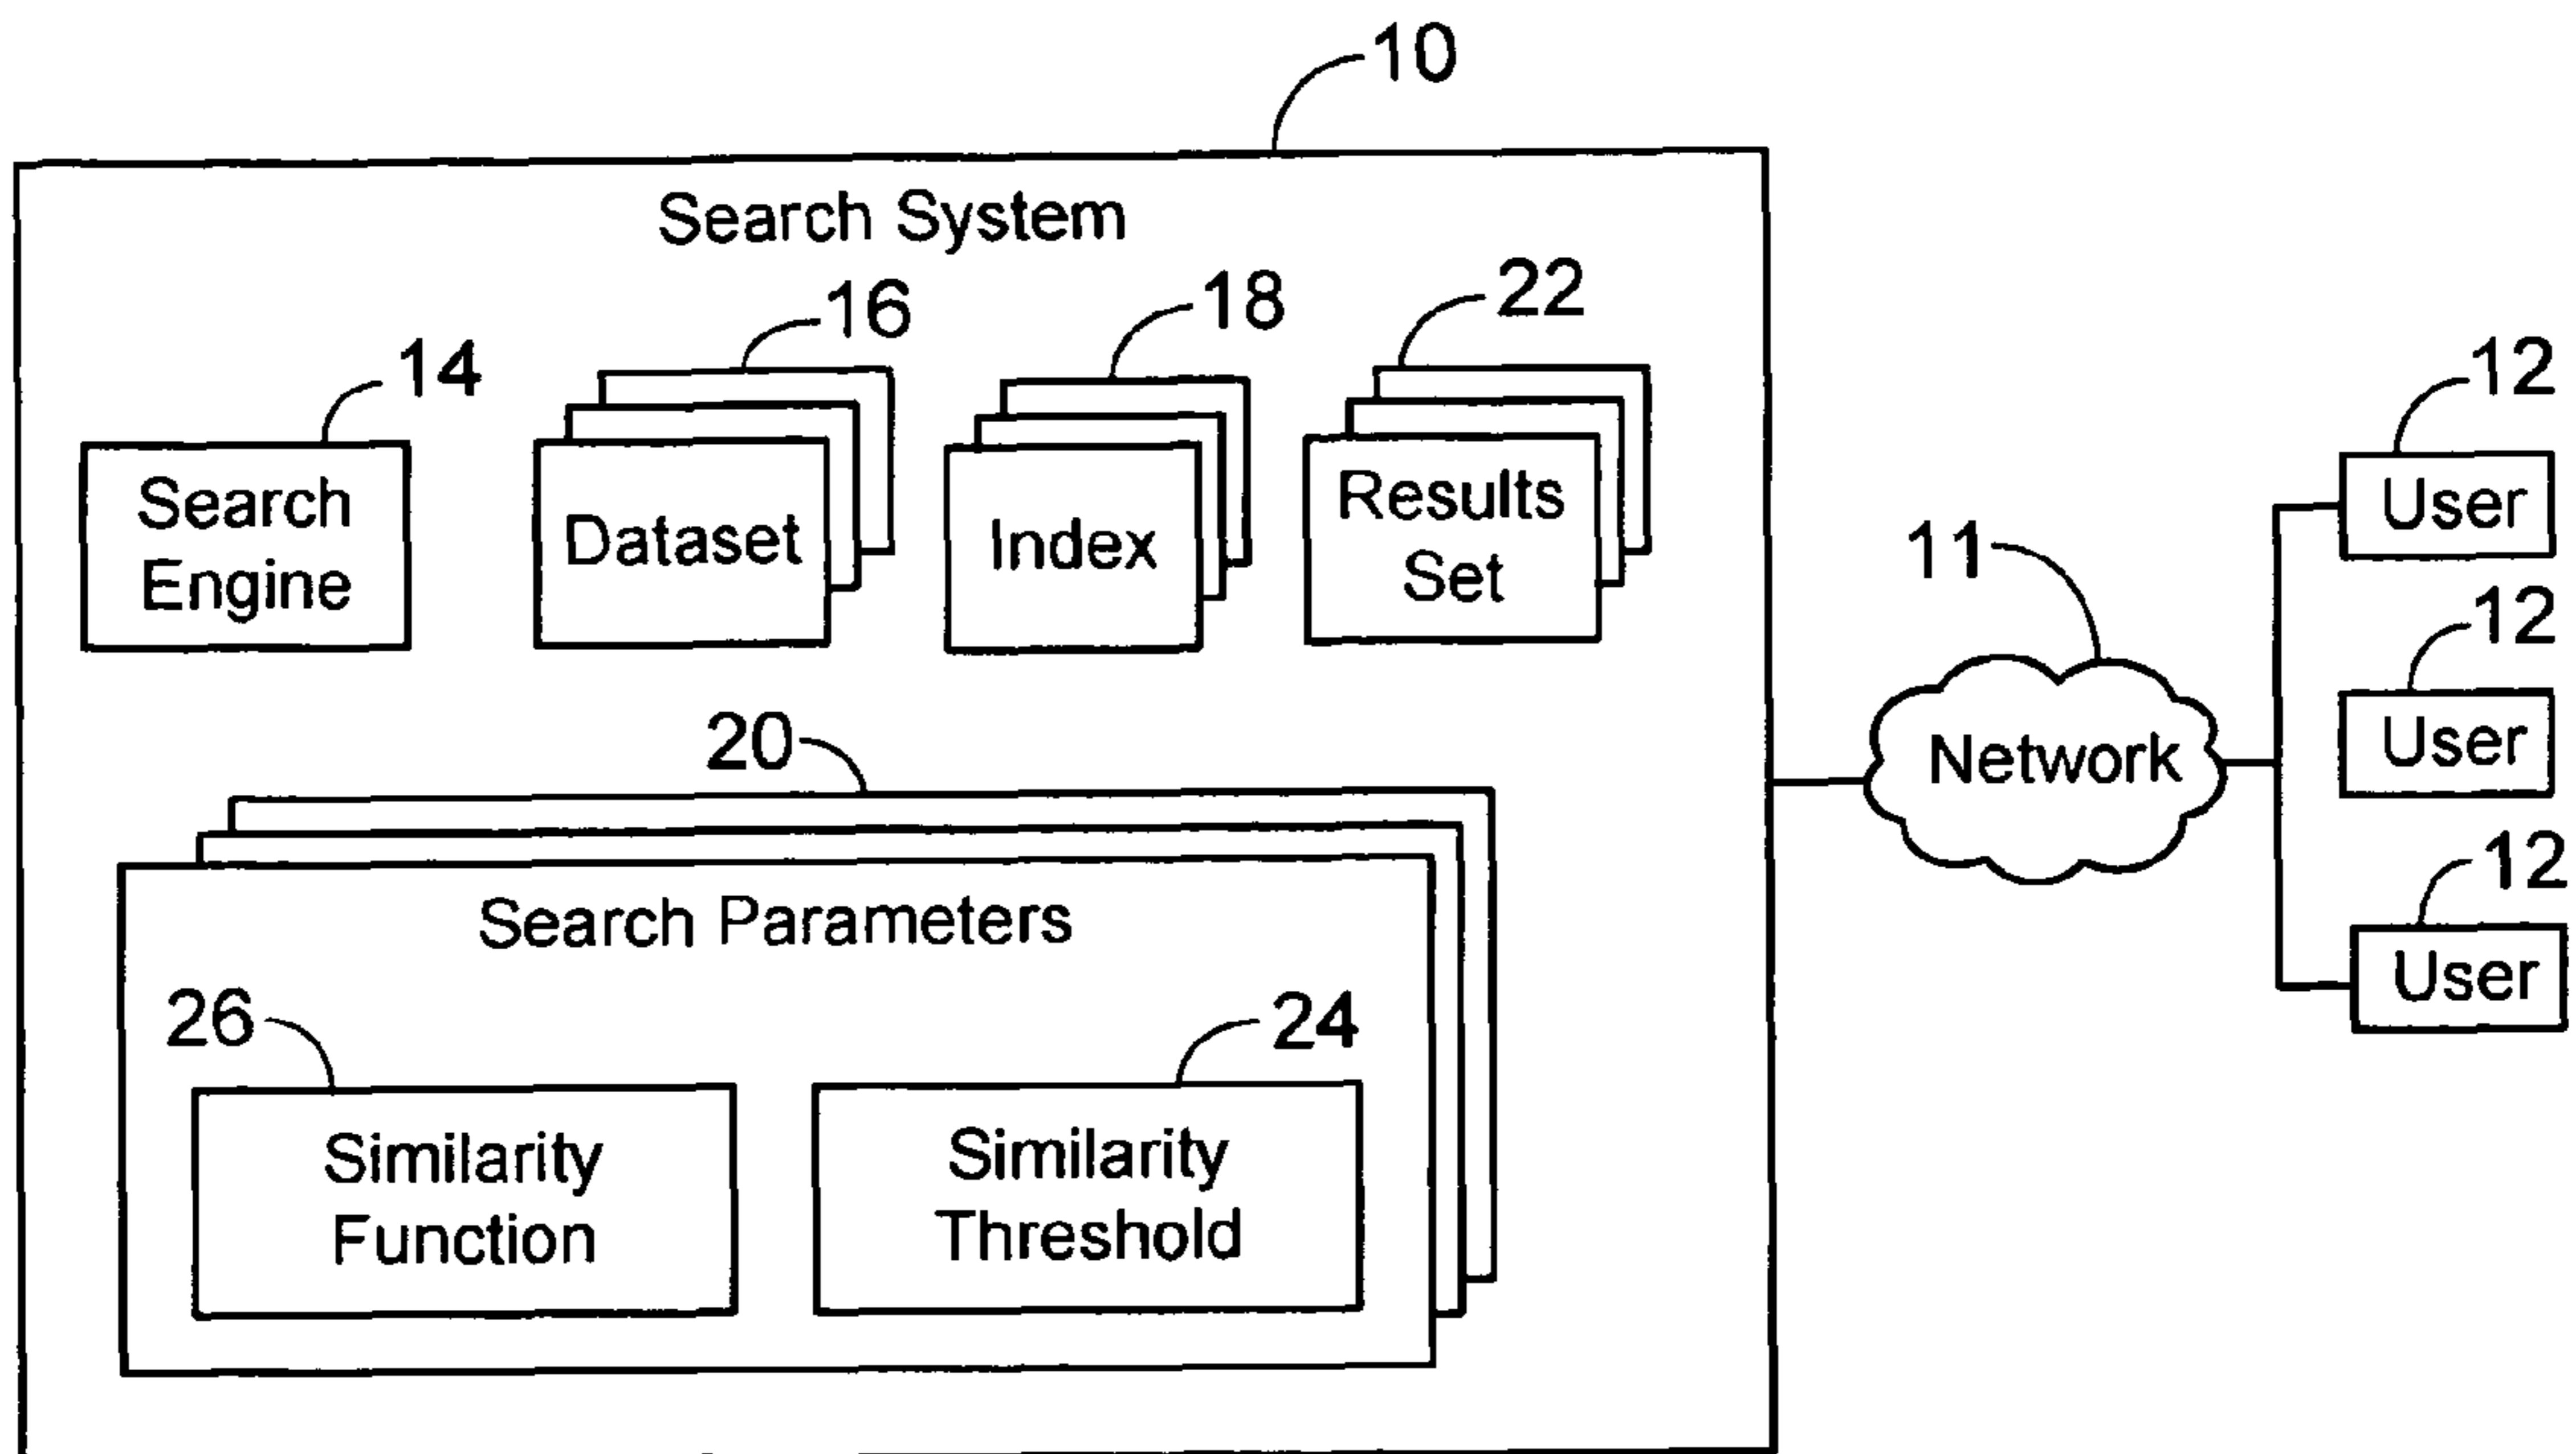 10
Search System
14
16
18
22
Search
Engine
Dataset
Index
Results
Set
20
Search Parameters
26
24
Similarity
Function
Similarity
Threshold
11
Network
12
User
12
User
12
User